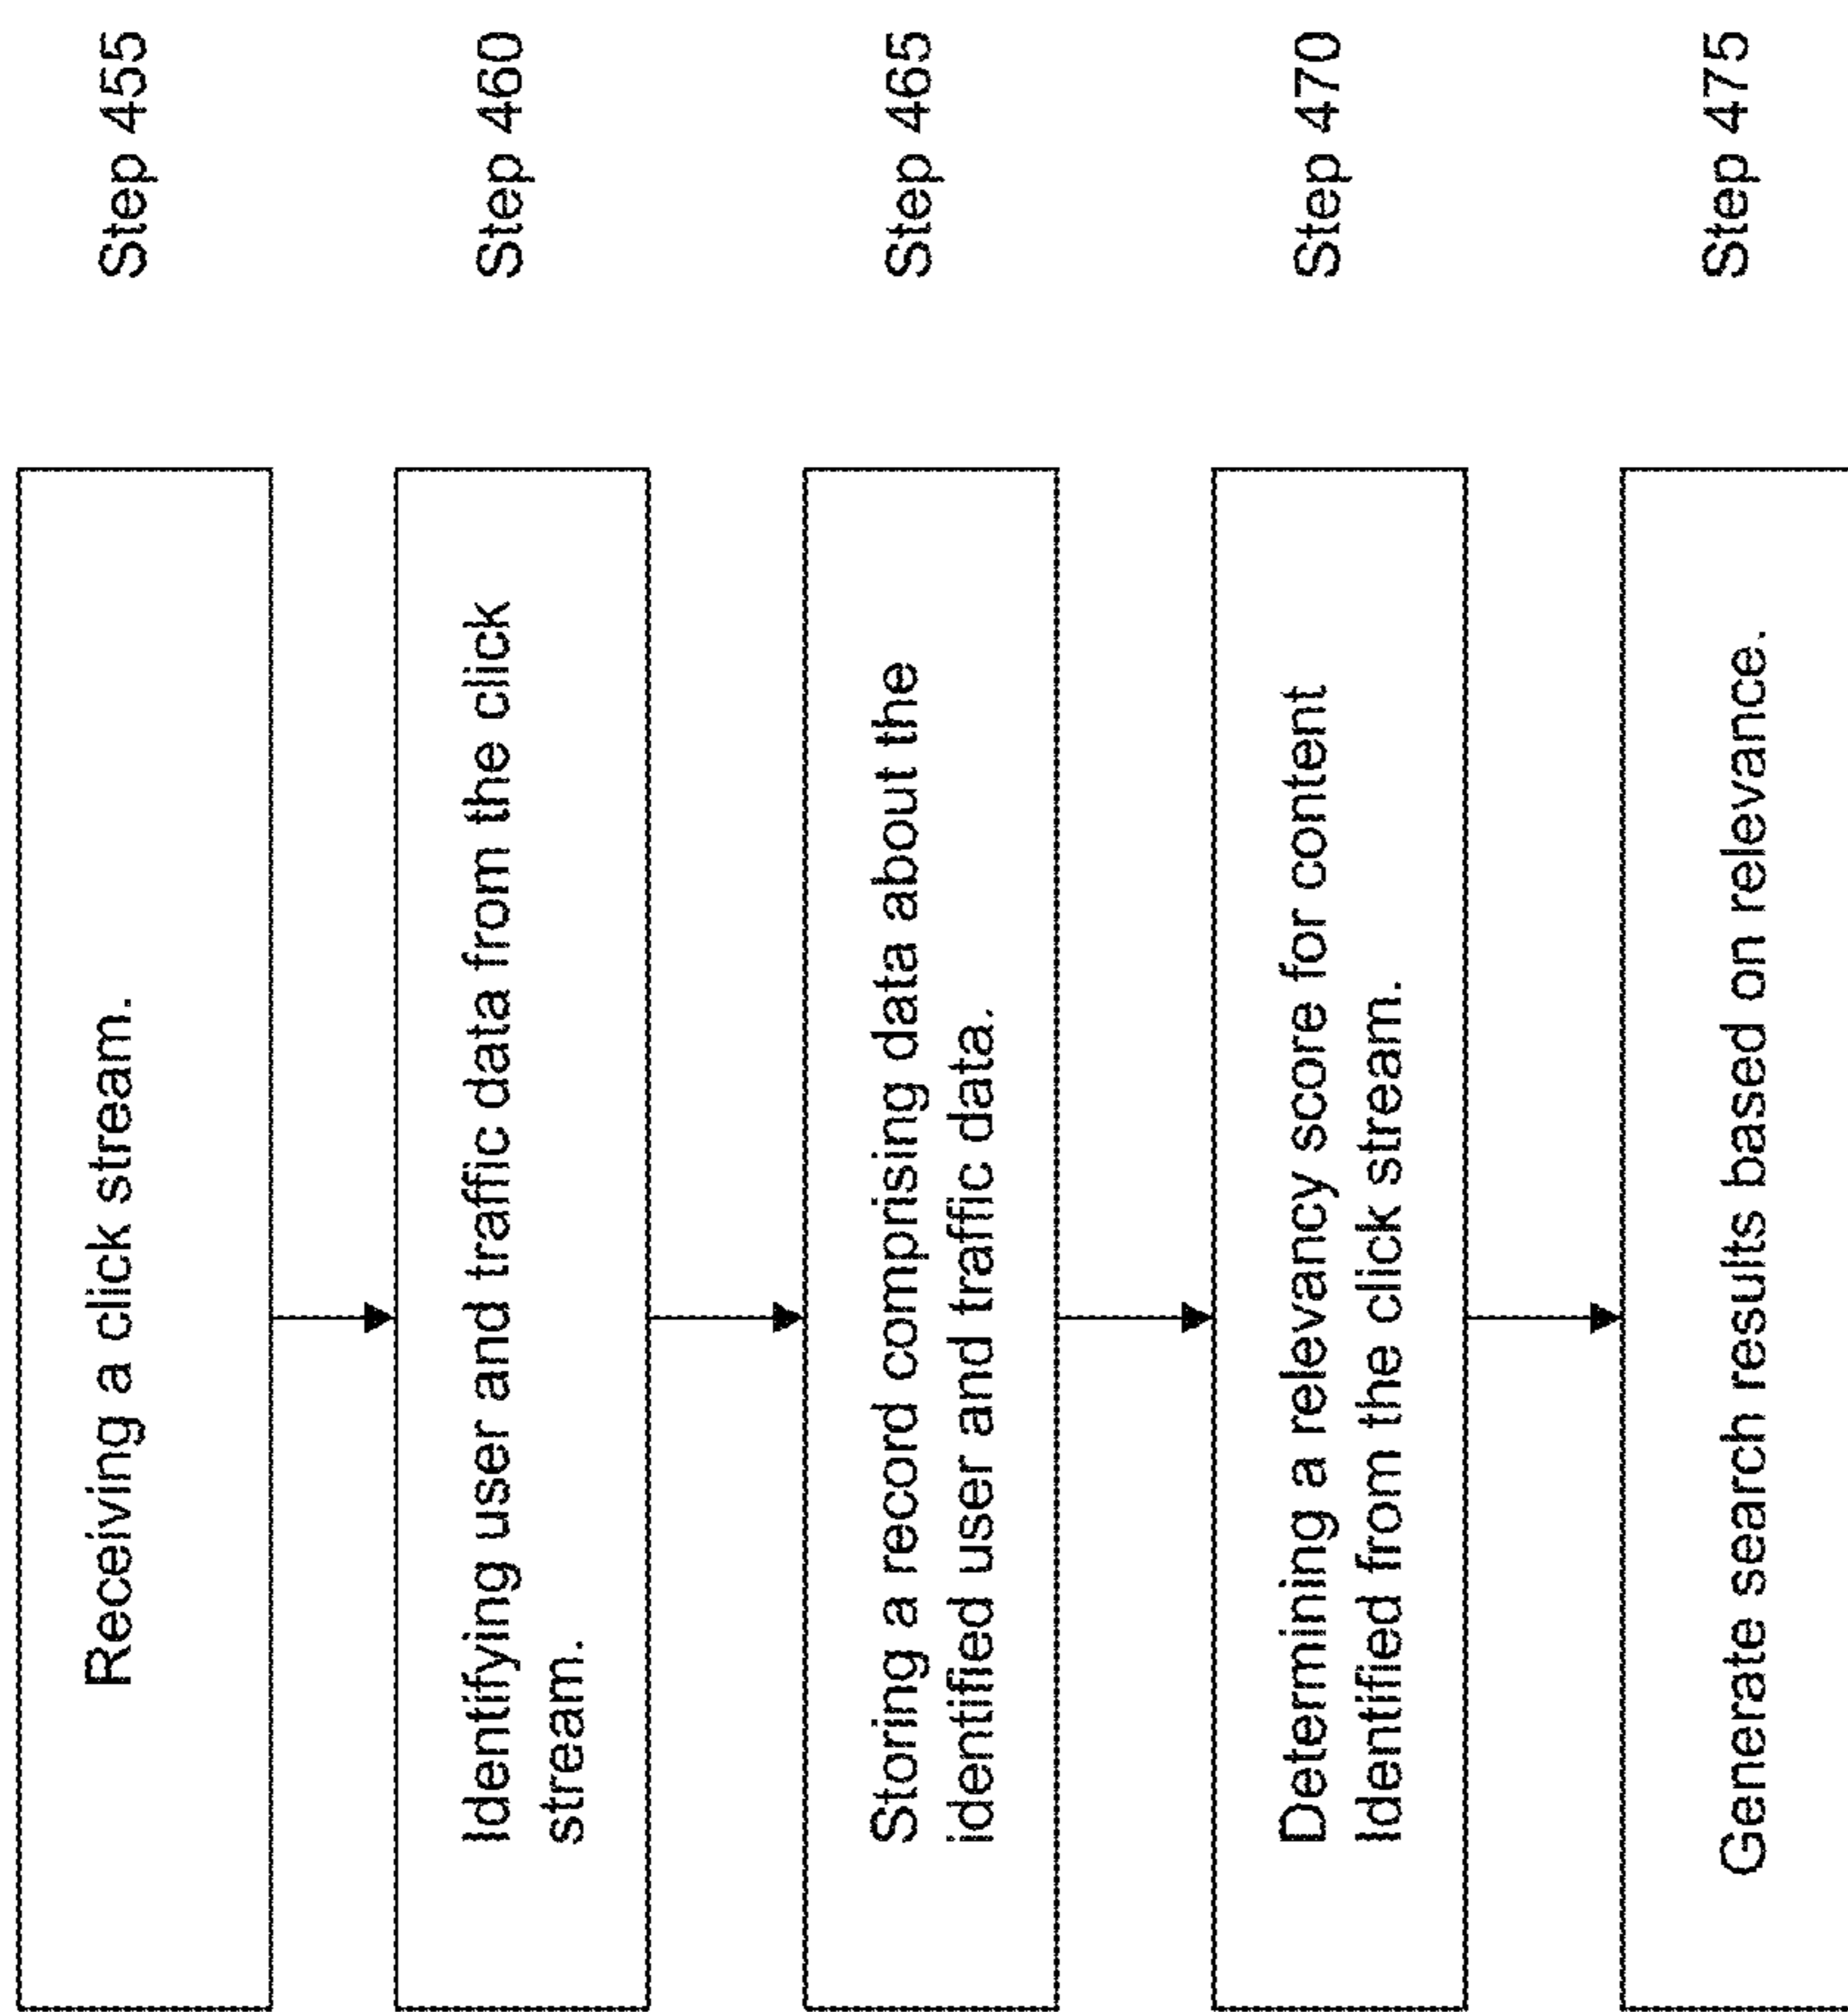 Receiving a click stream.
Step 455
Identifying user and traffic data from the click
stream.
Step 460
Storing a record comprising data about the
identified user and traffic data.
Step 465
Determining a relevancy score for content
Identified from the click stream.
Step 470
Generate search results based on relevance.
Step 475